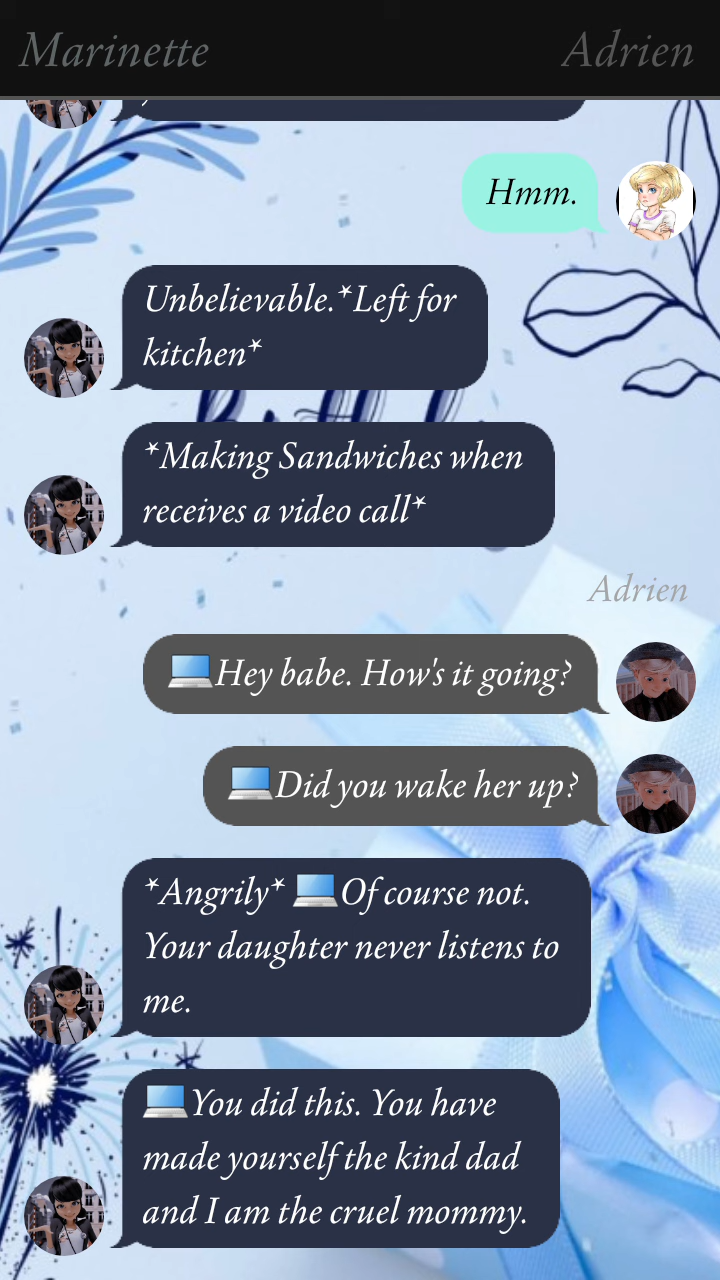 Marinette
Adrien
Hmm.
Unbelievable.*Left for
kitchen*
*Making Sandwiches when
receives a video call*
Adrien
💻Hey babe. How's it going?
💻Did you wake her up?
*Angrily* 💻Of course not.
Your daughter never listens to
me.
💻You did this. You have
made yourself the kind dad
and I am the cruel mommy.